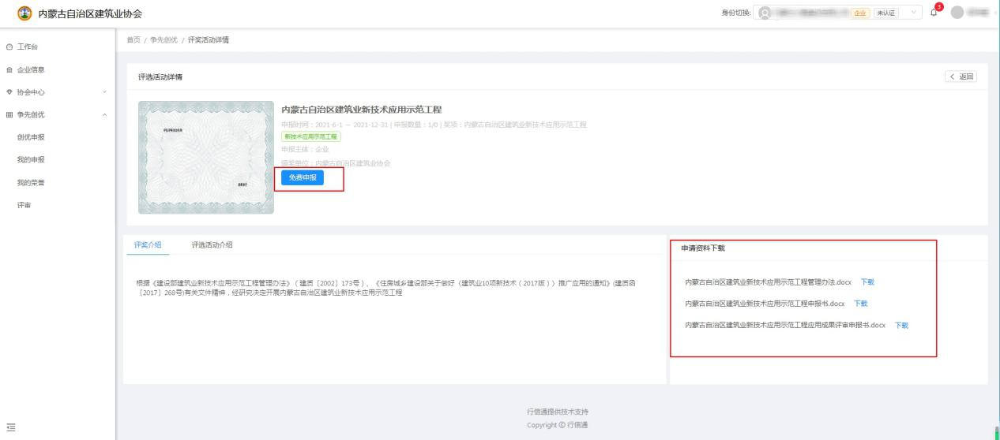 内蒙古自治区建筑业协会
身份切换:
企业
未认证
3
首页 / 争先创优 / 评奖活动详情
工作台
企业信息
协会中心
争先创优
创优申报
我的申报
我的荣誉
评审
评选活动详情
返回
内蒙古自治区建筑业新技术应用示范工程
申报时间：2021-6-1 ~ 2021-12-31 | 申报数量：1/0 | 奖项：内蒙古自治区建筑业新技术应用示范工程
新技术应用示范工程
申报主体：企业
颁奖单位：内蒙古自治区建筑业协会
免费申报
评奖介绍
评选活动介绍
根据《建设部建筑业新技术应用示范工程管理办法》（建质［2002］173号）、《住房城乡建设部关于做好（建筑业10项新技术（2017版））推广应用的通知》(建质函
［2017］268号)有关文件精神，经研究决定开展内蒙古自治区建筑业新技术应用示范工程
申请资料下载
内蒙古自治区建筑业新技术应用示范工程管理办法.docx 下载
内蒙古自治区建筑业新技术应用示范工程申报书.docx 下载
内蒙古自治区建筑业新技术应用示范工程应用成果评审申报书.docx 下载
行信通提供技术支持
Copyright © 行信通